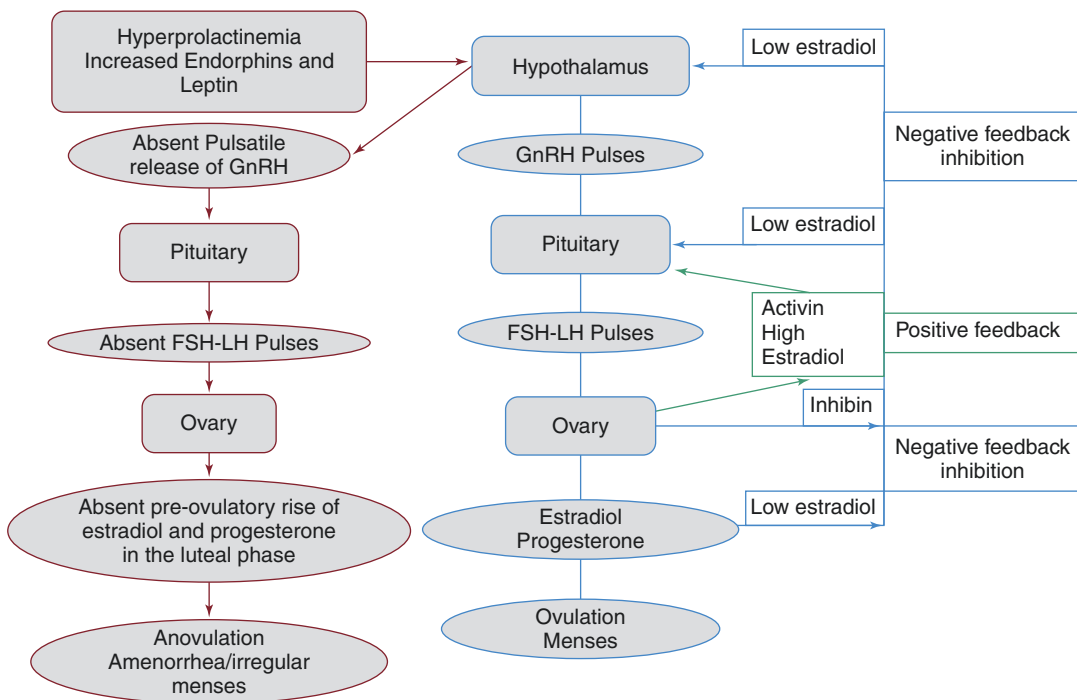 Hyperprolactinemia
Increased Endorphins and
Leptin
Absent Pulsatile
release of GnRH
Pituitary
Absent FSH-LH Pulses
Ovary
Absent pre-ovulatory rise of
estradiol and progesterone
in the luteal phase
Anovulation
Amenorrhea/irregular
menses
Hypothalamus
GnRH Pulses
Pituitary
FSH-LH Pulses
Ovary
Estradiol
Progesterone
Ovulation
Menses
Low estradiol
Low estradiol
Activin
High
Estradiol
Inhibin
Low estradiol
Negative feedback
inhibition
Positive feedback
Negative feedback
inhibition